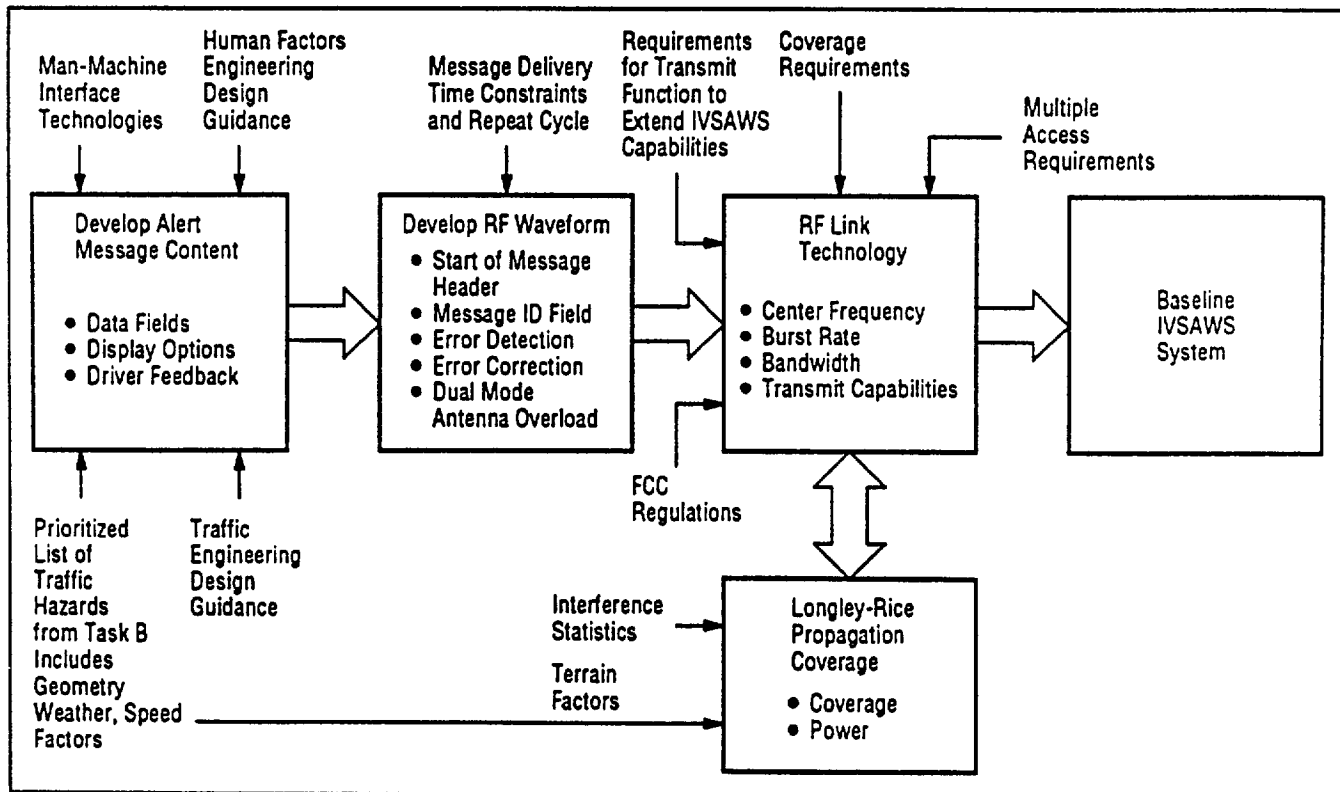 Man-Machine
Interface
Technologies
Human Factors
Engineering
Design
Guidance
Message Delivery
Time Constraints
and Repeat Cycle
Requirements
for Transmit
Function to
Extend IVSAWS
Capabilities
Coverage
Requirements
Multiple
Access
Requirements
Develop Alert
Message Content
● Data Fields
● Display Options
● Driver Feedback
Develop RF Waveform
● Start of Message
Header
● Message ID Field
● Error Detection
● Error Correction
● Dual Mode
Antenna Overload
RF Link
Technology
● Center Frequency
● Burst Rate
● Bandwidth
● Transmit Capabilities
Baseline
IVSAWS
System
Prioritized
List of
Traffic
Hazards
from Task B
Includes
Geometry
Weather, Speed
Factors
Traffic
Engineering
Design
Guidance
FCC
Regulations
Interference
Statistics
Terrain
Factors
Longley-Rice
Propagation
Coverage
● Coverage
● Power